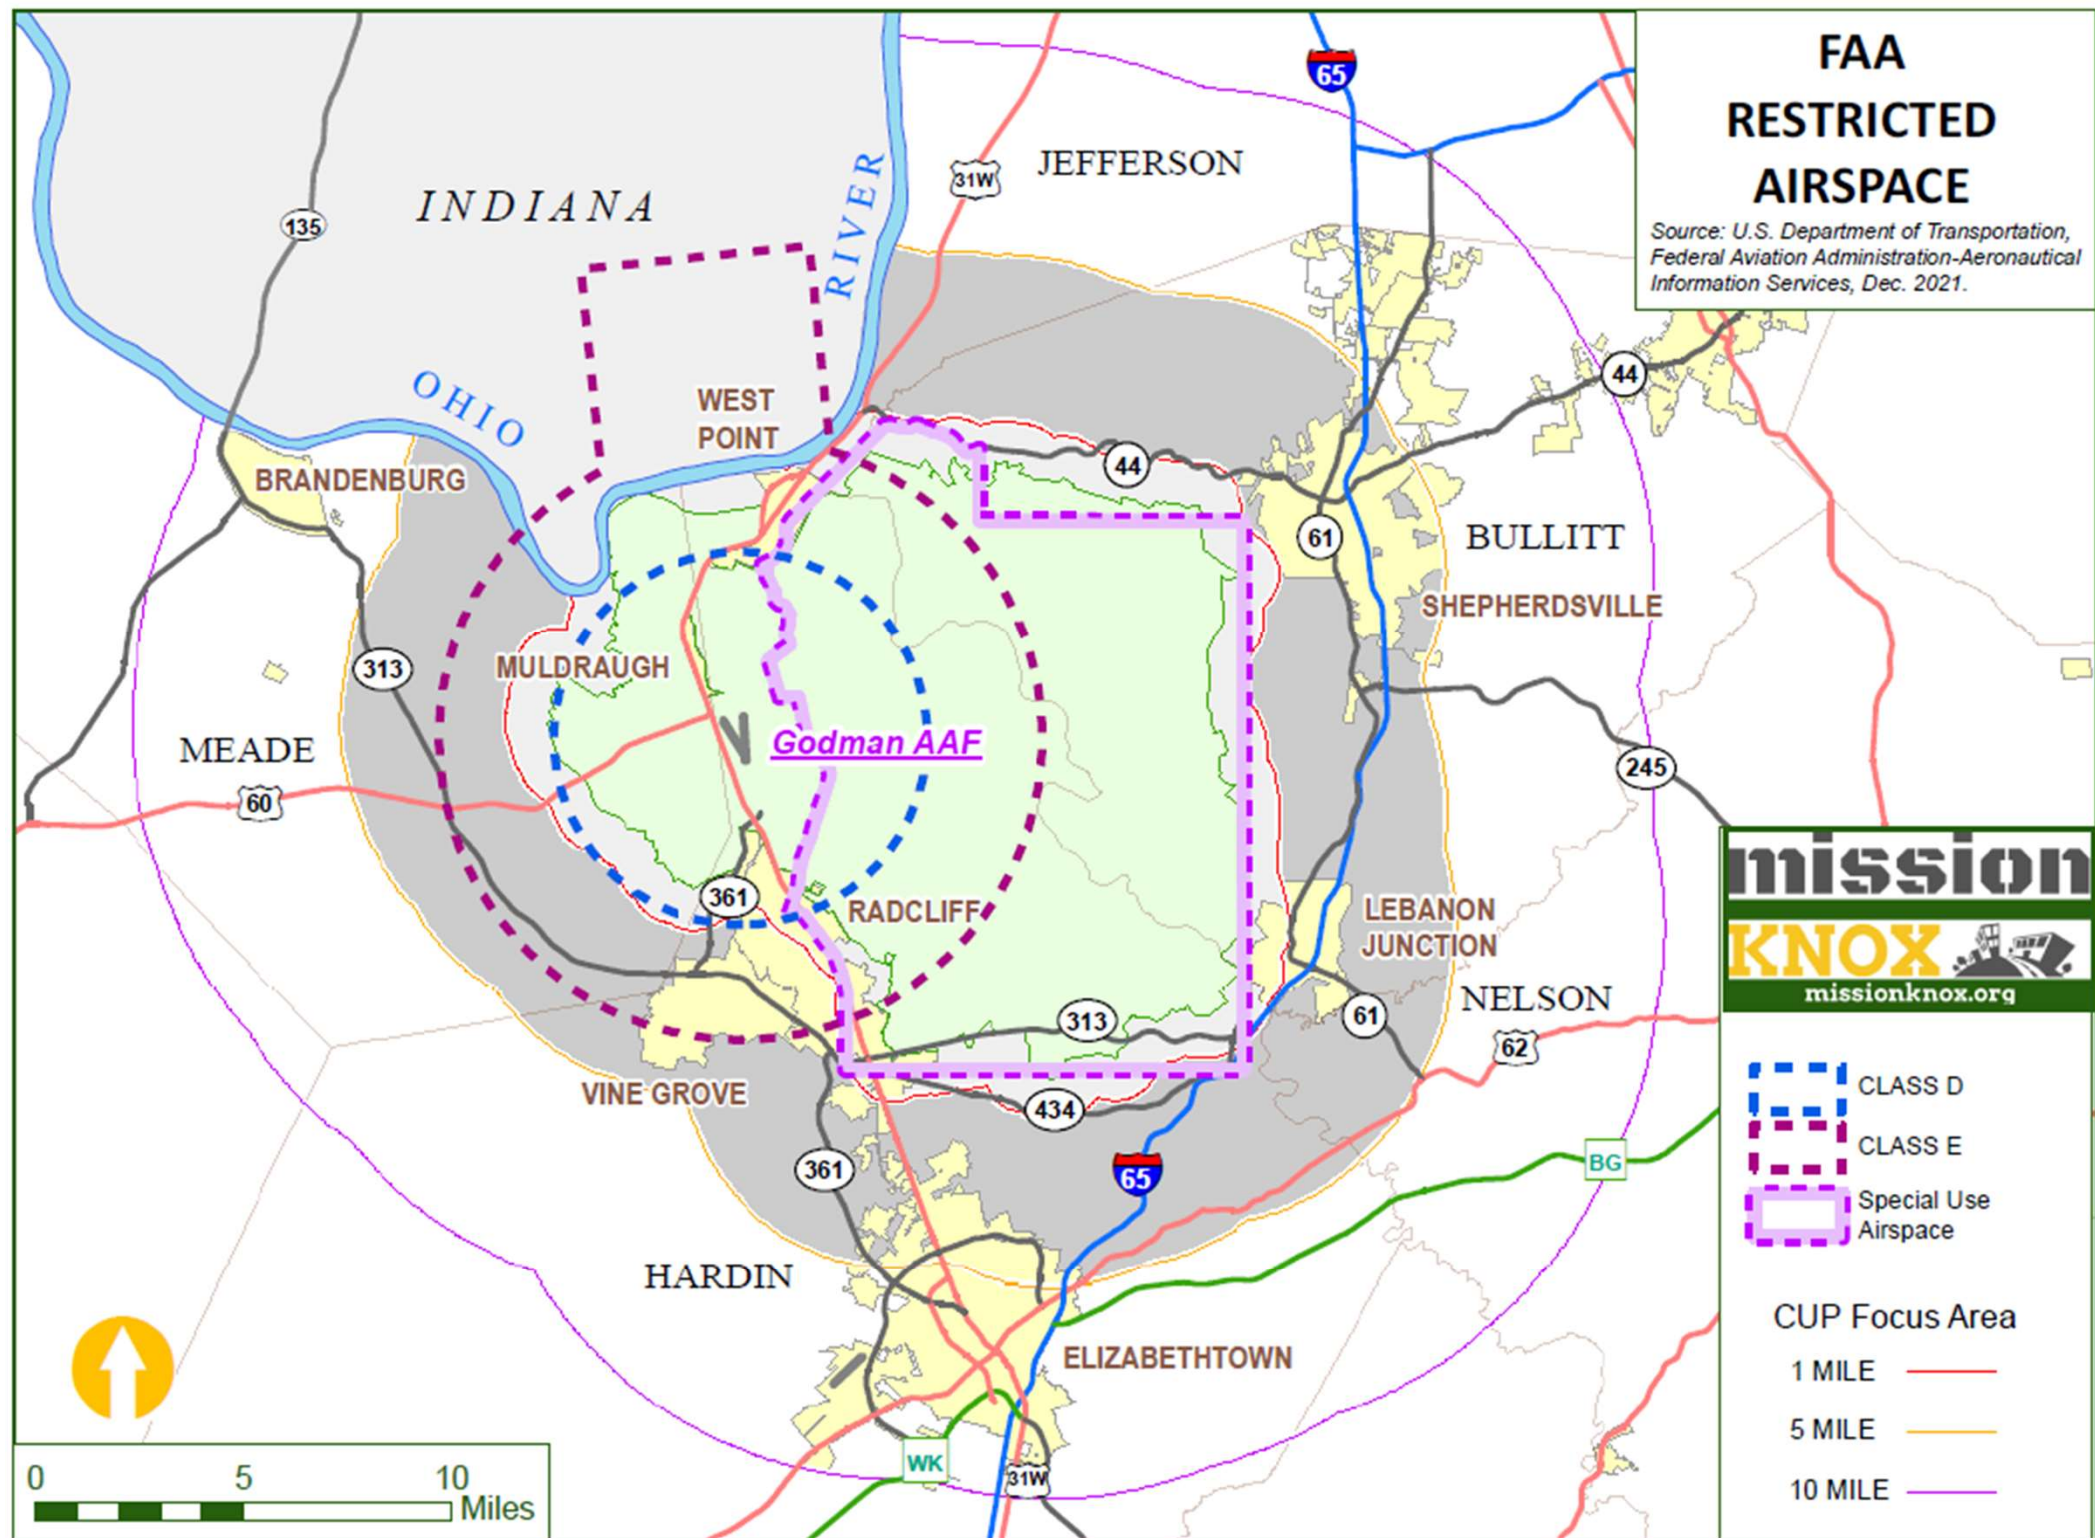 FAA
RESTRICTED
AIRSPACE
Source: U.S. Department of Transportation,
Federal Aviation Administration-Aeronautical
Information Services, Dec. 2021.
65
JEFFERSON
31W
INDIANA
135
RIVER
OHIO
44
WEST
POINT
44
BRANDENBURG
61
BULLITT
SHEPHERDSVILLE
313
MULDRAUGH
MEADE
Godman AAF
245
60
361
RADCLIFF
LEBANON
JUNCTION
NELSON
313
61
62
VINE GROVE
434
361
65
BG
HARDIN
ELIZABETHTOWN
WK
31W
mission
KNOX
missionknox.org
CLASS D
CLASS E
Special Use
Airspace
CUP Focus Area
1 MILE
5 MILE
10 MILE
0 5 10
Miles